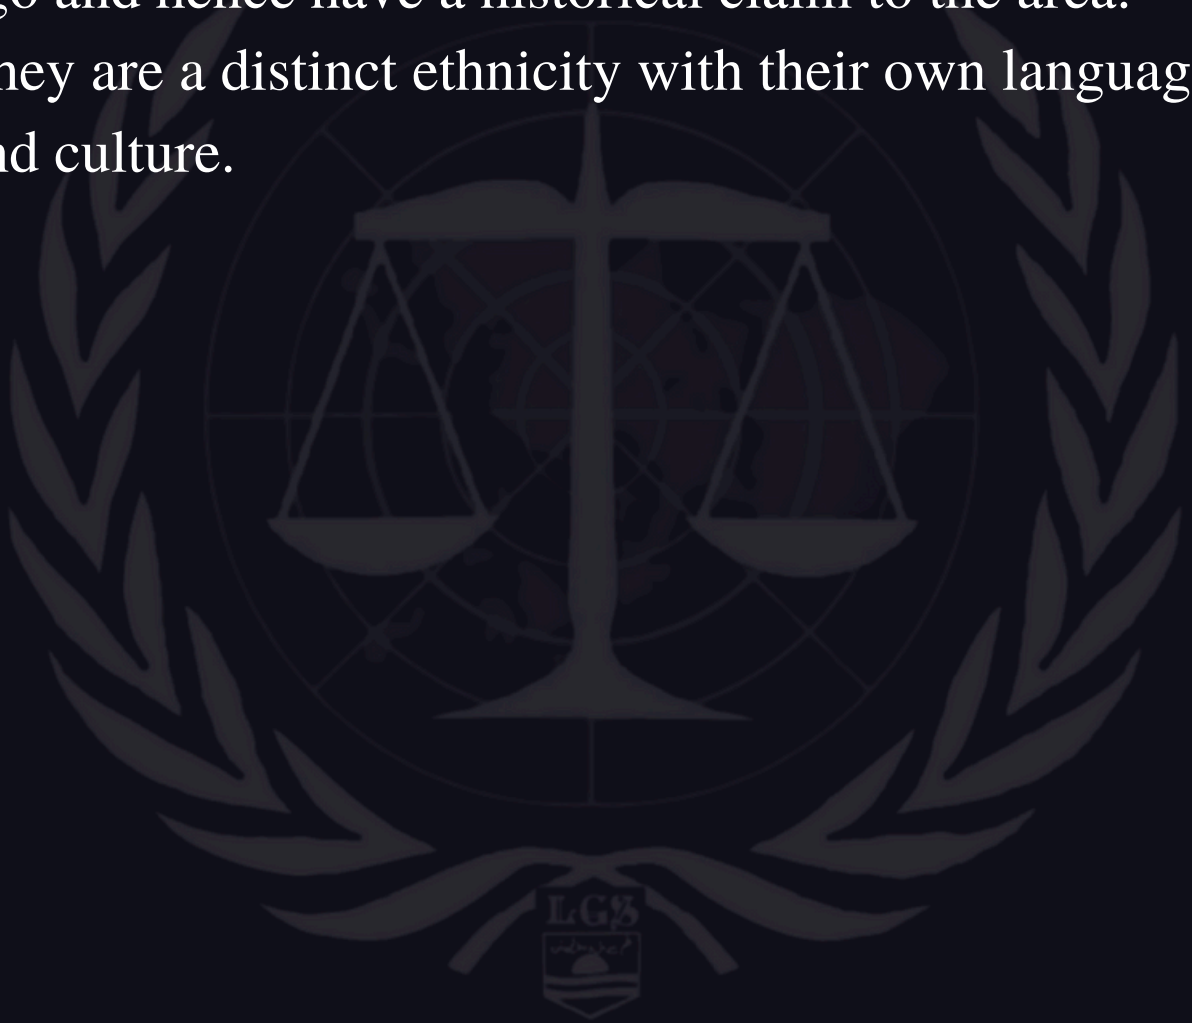 go and hence have a historical claim to the area.
hey are a distinct ethnicity with their own languag
nd culture.
LGS